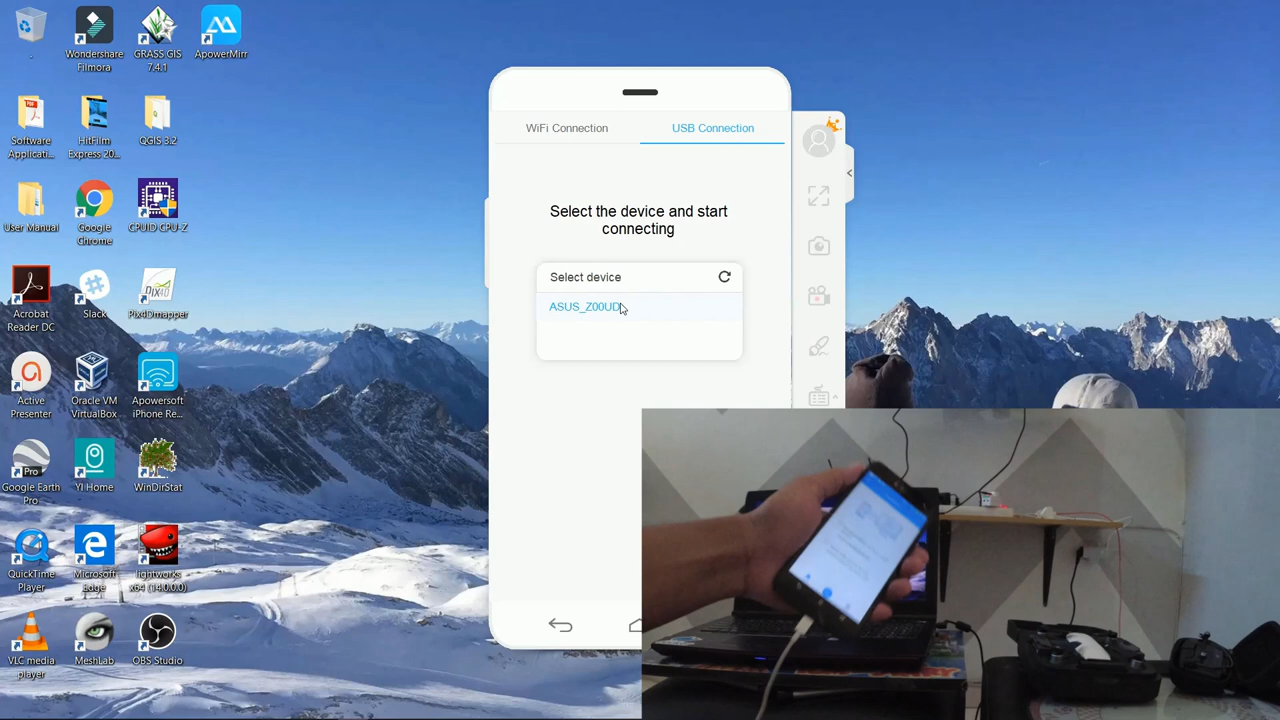 .
Wondershare
Filmora
GRASS GIS
7.4.1
ApowerMirr
Software
Applicati...
HitFilm
Express 20...
QGIS 3.2
User Manual
Google
Chrome
CPUID CPU-Z
Acrobat
Reader DC
Slack
Pix4Dmapper
Active
Presenter
Oracle VM
VirtualBox
Apowersoft
iPhone Re...
Google Earth
Pro
YI Home
WinDirStat
QuickTime
Player
Microsoft
Edge
lightworks
x64 (14.0.0.0)
VLC media
player
MeshLab
OBS Studio
WiFi Connection
USB Connection
Select the device and start
connecting
Select device
ASUS_Z00UD